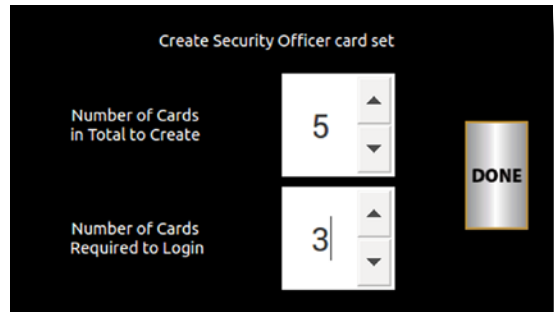 Create Security Officer card set
Number of Cards
in Total to Create
5
DONE
Number of Cards
Required to Login
3